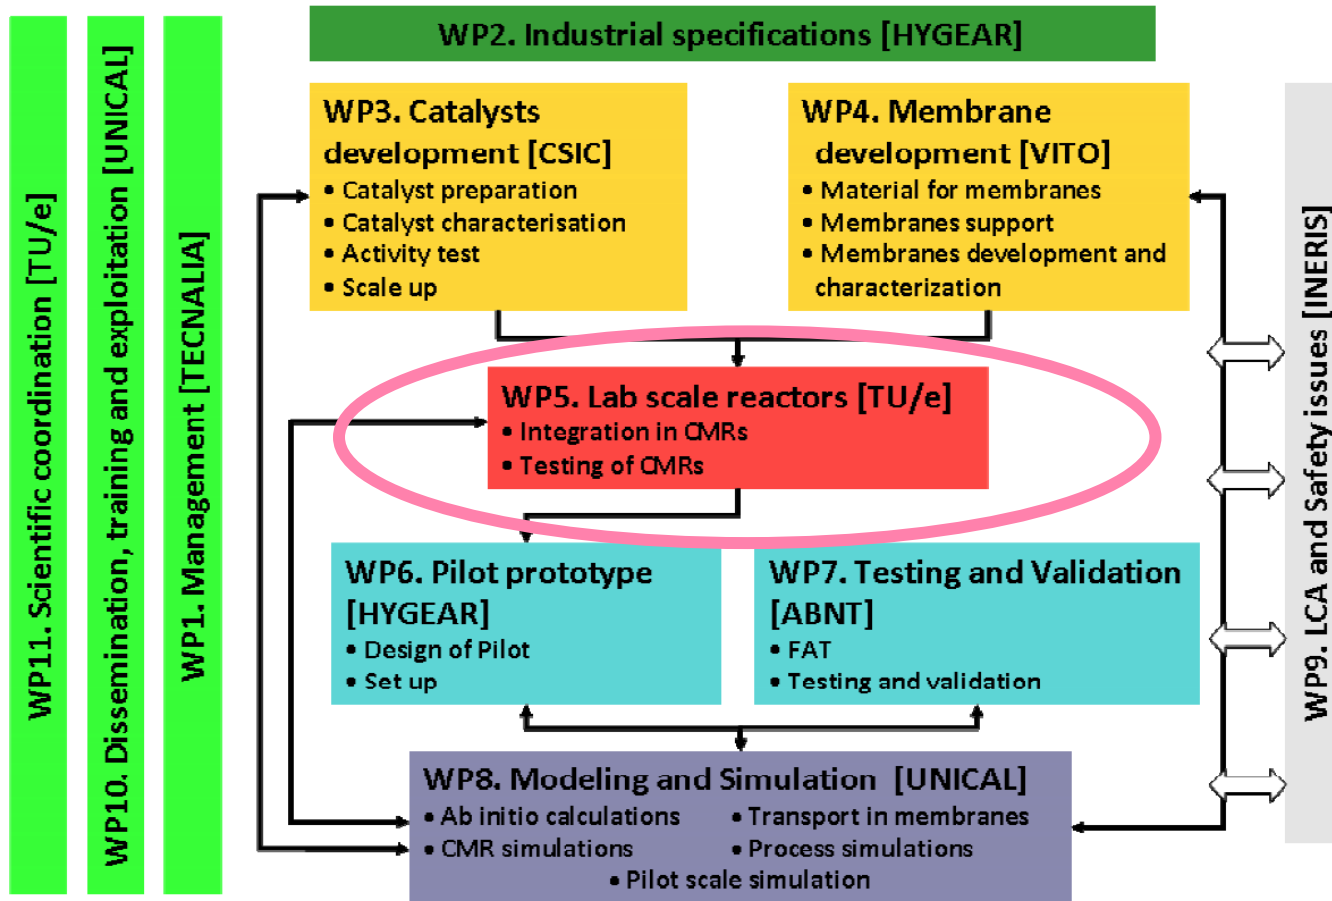 WP11. Scientific coordination [TU/e]
WP10. Dissemination, training and exploitation [UNICAL]
WP1. Management [TECNALIA]
WP2. Industrial specifications [HYGEAR]
WP3. Catalysts
development [CSIC]
• Catalyst preparation
• Catalyst characterisation
• Activity test
• Scale up
WP4. Membrane
development [VITO]
• Material for membranes
• Membranes support
• Membranes development and
characterization
WP5. Lab scale reactors [TU/e]
• Integration in CMRs
• Testing of CMRs
WP6. Pilot prototype
[HYGEAR]
• Design of Pilot
• Set up
WP7. Testing and Validation
[ABNT]
• FAT
• Testing and validation
WP8. Modeling and Simulation [UNICAL]
• Ab initio calculations
• Transport in membranes
• CMR simulations
• Process simulations
• Pilot scale simulation
WP9. LCA and Safety issues [INERIS]